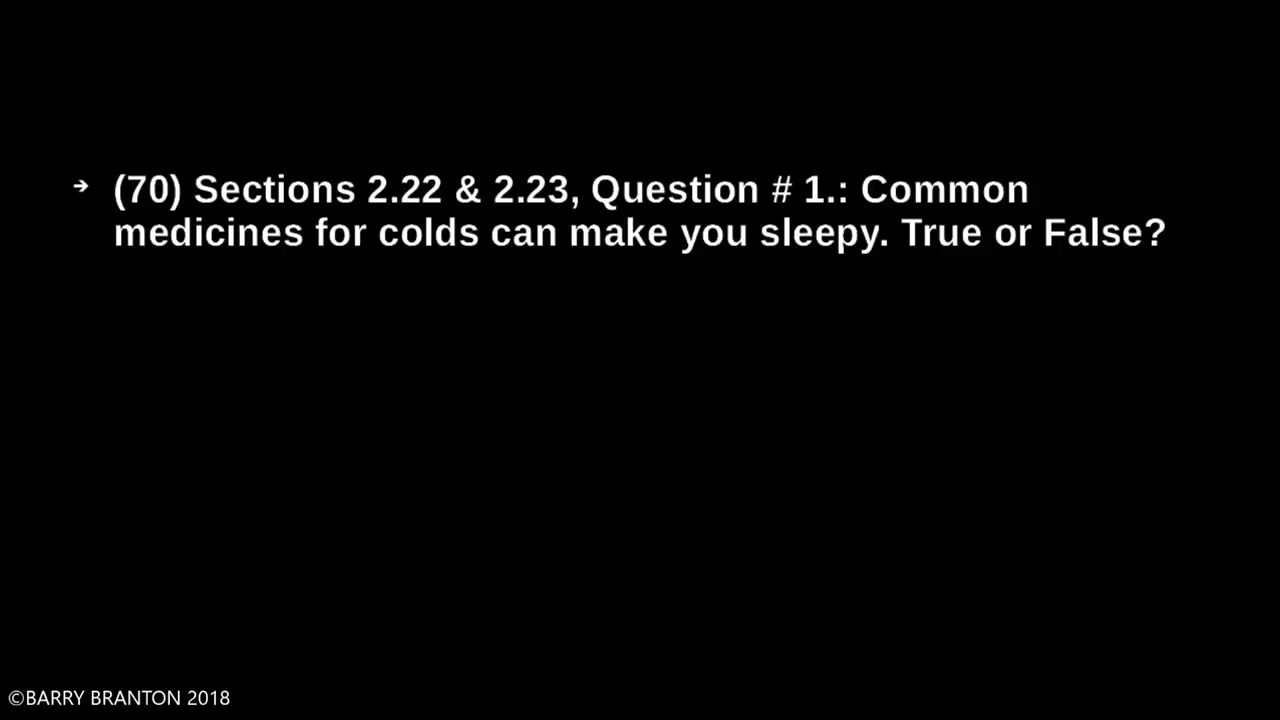 ➔ (70) Sections 2.22 & 2.23, Question # 1.: Common
medicines for colds can make you sleepy. True or False?
©BARRY BRANTON 2018